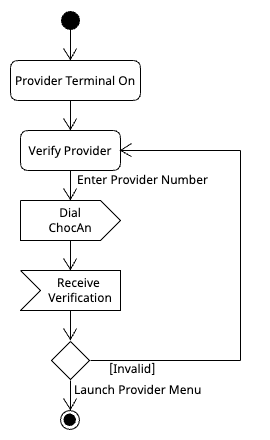 Provider Terminal On
Verify Provider
Enter Provider Number
Dial
ChocAn
Receive
Verification
[Invalid]
Launch Provider Menu